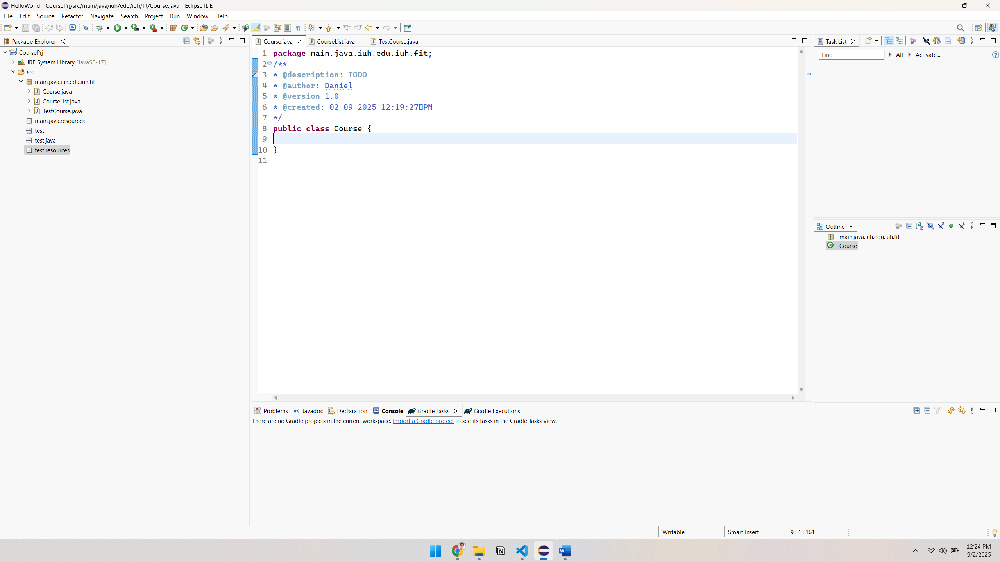 HelloWorld - CoursePrj/src/main/java/iuh/edu/iuh/fit/Course.java - Eclipse IDE
File Edit Source Refactor Navigate Search Project Run Window Help
Package Explorer
CoursePrj
JRE System Library [JavaSE-17]
src
main.java.iuh.edu.iuh.fit
Course.java
CourseList.java
TestCourse.java
main.java.resources
test
test.java
test.resources
Course.java CourseList.java TestCourse.java
1 package main.java.iuh.edu.iuh.fit;
2 /**
3 * @description: TODO
4 * @author: Daniel
5 * @version 1.0
6 * @created: 02-09-2025 12:19:27 PM
7 */
8 public class Course {
9
10 }
11
Task List
Find All Activate...
Outline
main.java.iuh.edu.iuh.fit
Course
Problems @ Javadoc Declaration Console Gradle Tasks Gradle Executions
There are no Gradle projects in the current workspace. Import a Gradle project to see its tasks in the Gradle Tasks View.
Writable Smart Insert 9 : 1 : 161
12:24 PM
9/2/2025